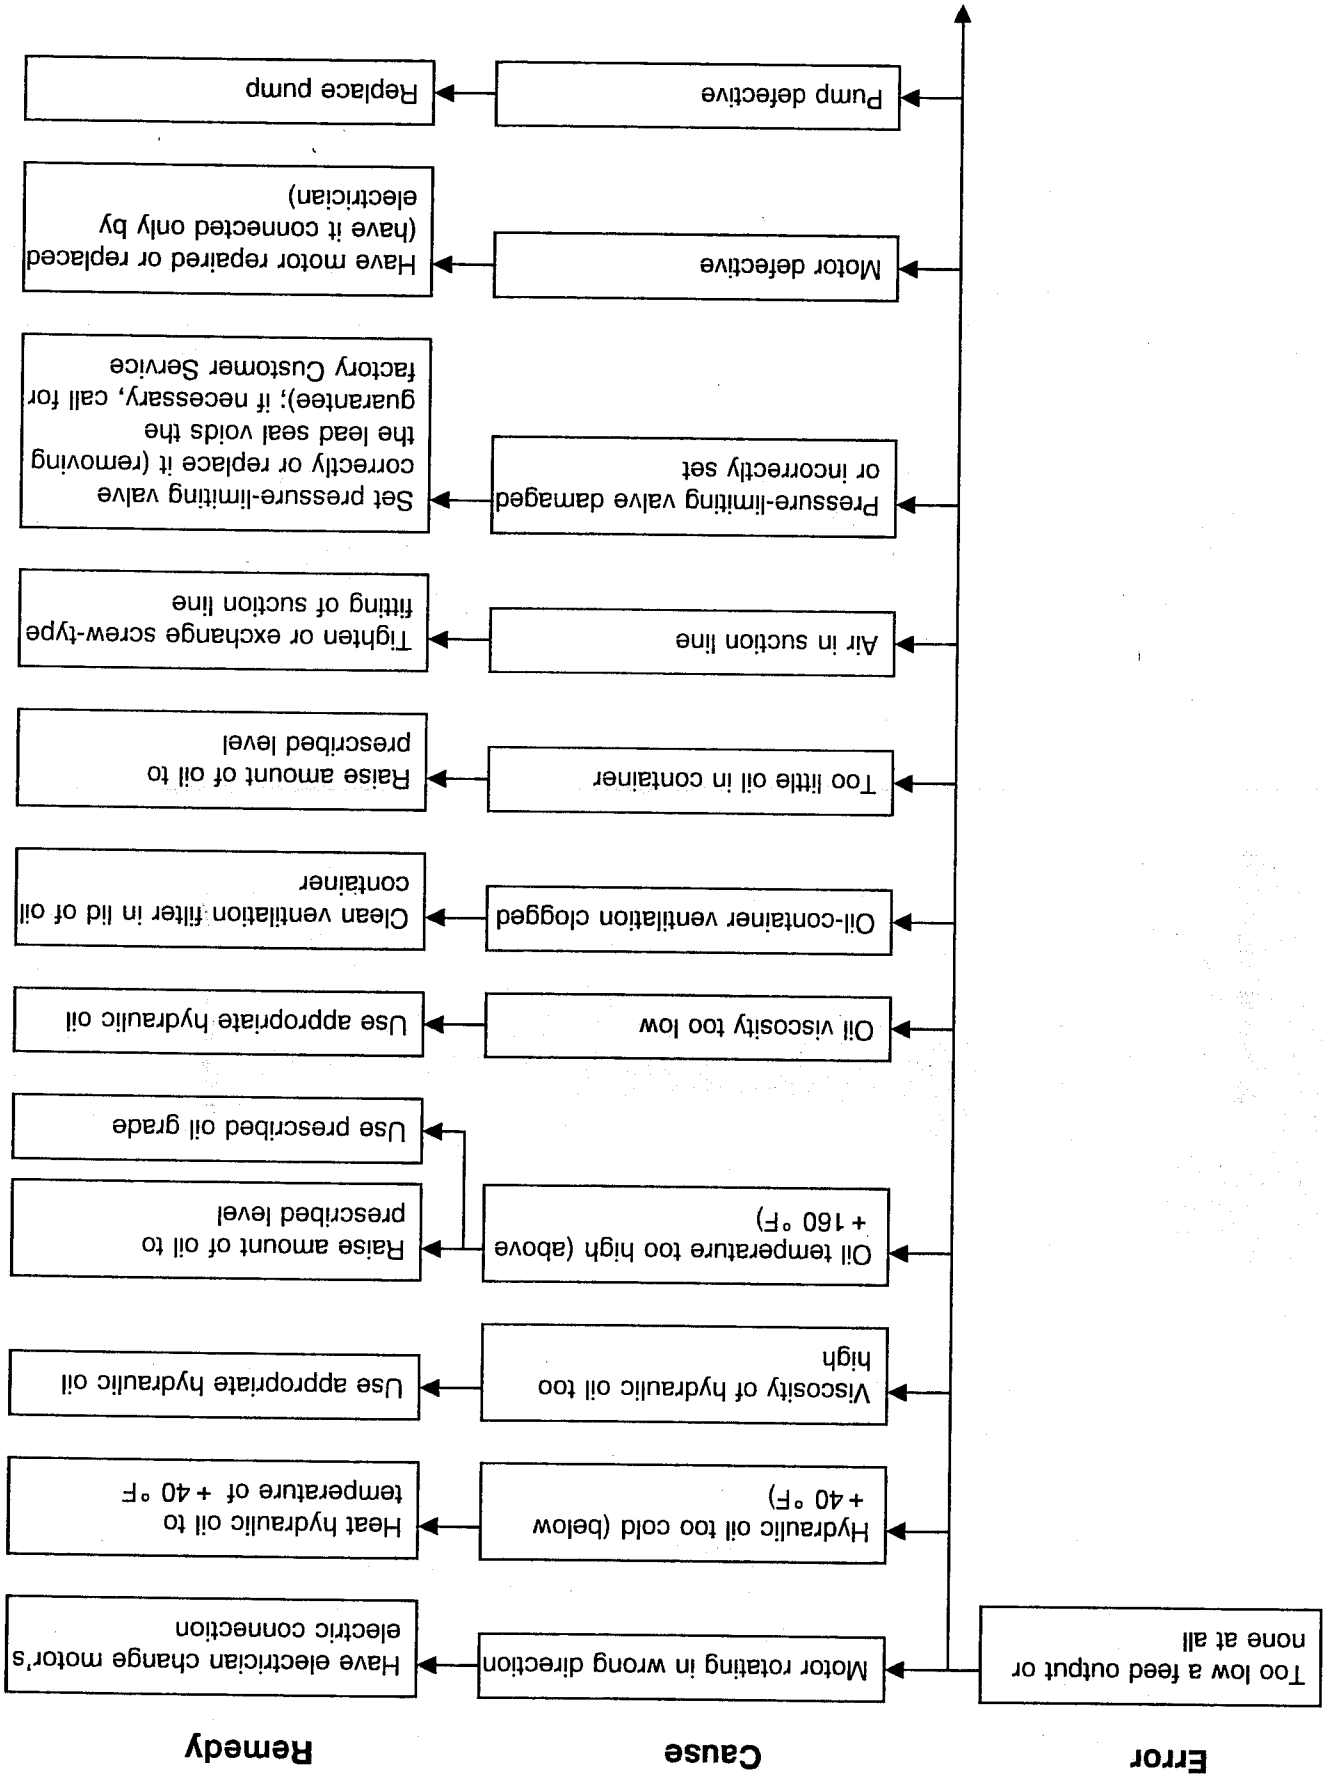 Error
Cause
Remedy
Too low a feed output or
none at all
Motor rotating in wrong direction
Have electrician change motor's
electric connection
Hydraulic oil too cold (below
+ 40 °F)
Heat hydraulic oil to
temperature of + 40 °F
Viscosity of hydraulic oil too
high
Use appropriate hydraulic oil
Oil temperature too high (above
+ 160 °F)
Raise amount of oil to
prescribed level
Use prescribed oil grade
Oil viscosity too low
Use appropriate hydraulic oil
Oil-container ventilation clogged
Clean ventilation filter in lid of oil
container
Too little oil in container
Raise amount of oil to
prescribed level
Air in suction line
Tighten or exchange screw-type
fitting of suction line
Pressure-limiting valve damaged
or incorrectly set
Set pressure-limiting valve
correctly or replace it (removing
the lead seal voids the
guarantee); if necessary, call for
factory Customer Service
Motor defective
Have motor repaired or replaced
(have it connected only by
electrician)
Pump defective
Replace pump